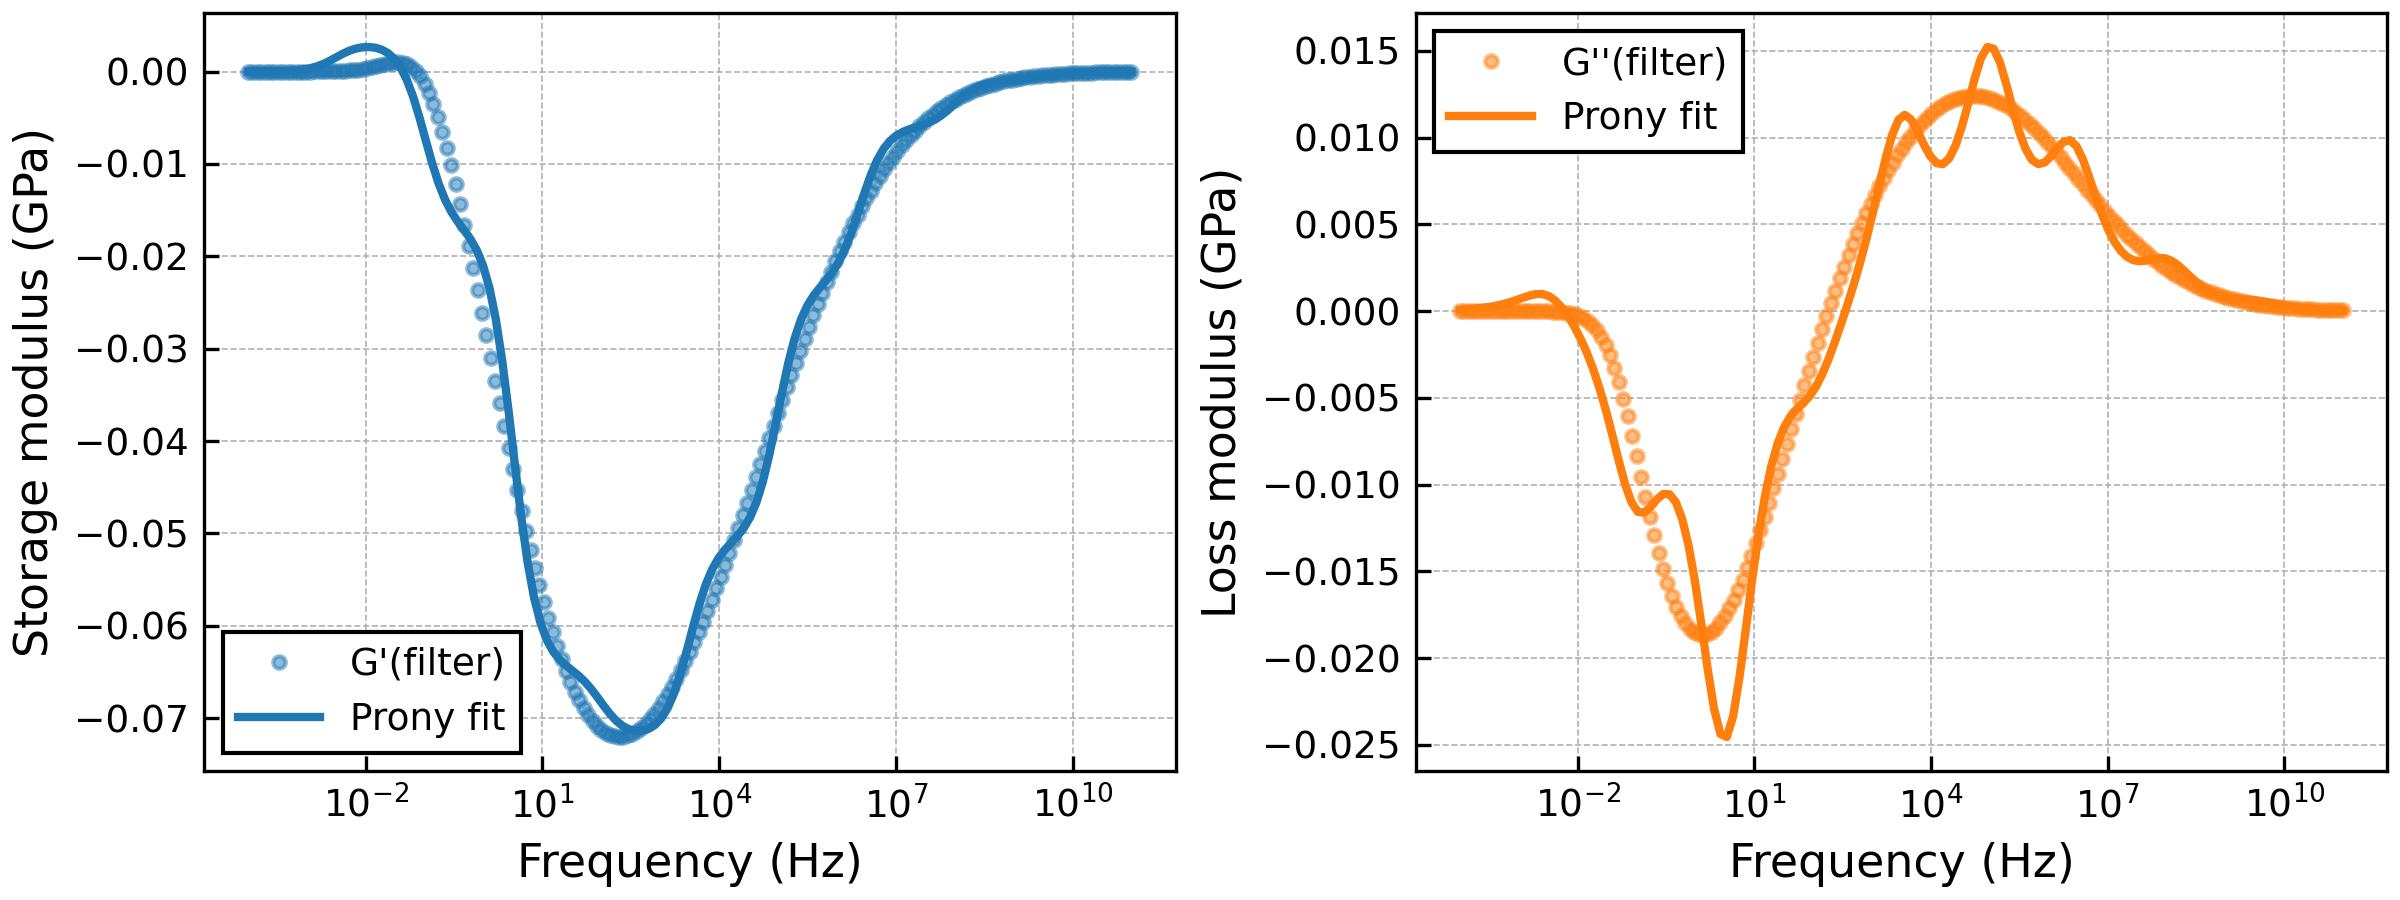 Storage modulus (GPa)
0.00
−0.01
−0.02
−0.03
−0.04
−0.05
−0.06
−0.07
G'(filter)
Prony fit
10⁻² 10¹ 10⁴ 10⁷ 10¹⁰
Frequency (Hz)
Loss modulus (GPa)
0.015
0.010
0.005
0.000
−0.005
−0.010
−0.015
−0.020
−0.025
G''(filter)
Prony fit
10⁻² 10¹ 10⁴ 10⁷ 10¹⁰
Frequency (Hz)